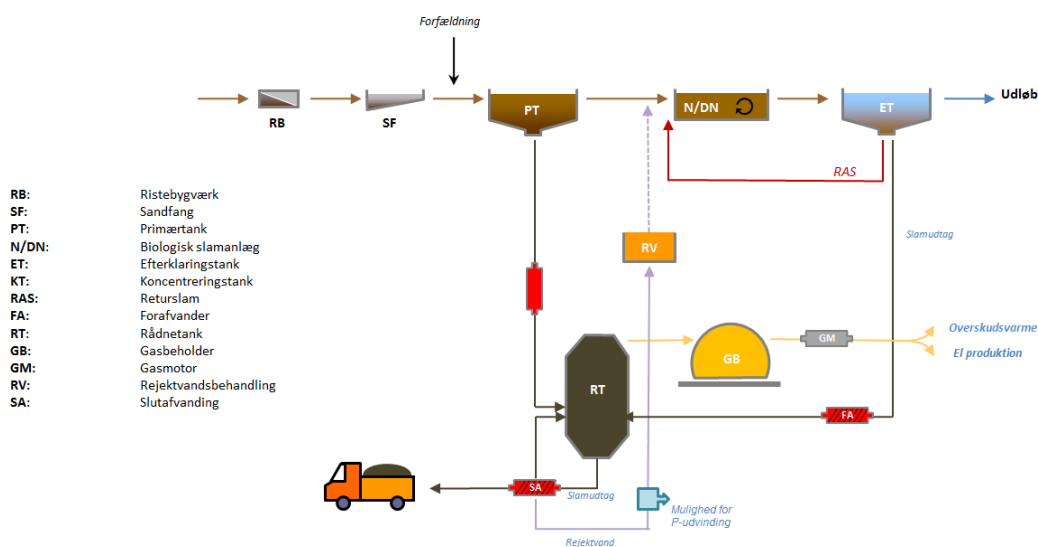 Forfældning
Udløb
PT
N/DN
ET
RB
SF
RAS
RB: Ristebygværk
SF: Sandfang
PT: Primærtank
N/DN: Biologisk slamanlæg
ET: Efterklaringstank
KT: Koncentreringstank
RAS: Returslam
FA: Forafvander
RT: Rådnetank
GB: Gasbeholder
GM: Gasmotor
RV: Rejektvandsbehandling
SA: Slutafvanding
Slamudtag
RV
Overskudsvarme
GM
El produktion
GB
RT
FA
SA
Slamudtag
Mulighed for
P-udvinding
Rejektvand